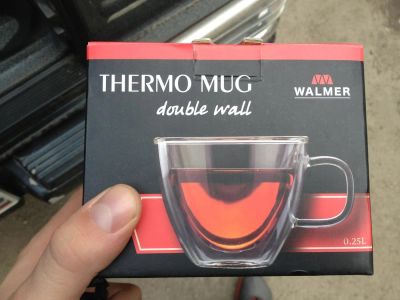 THERMO MUG
double wall
WALMER
0.25L